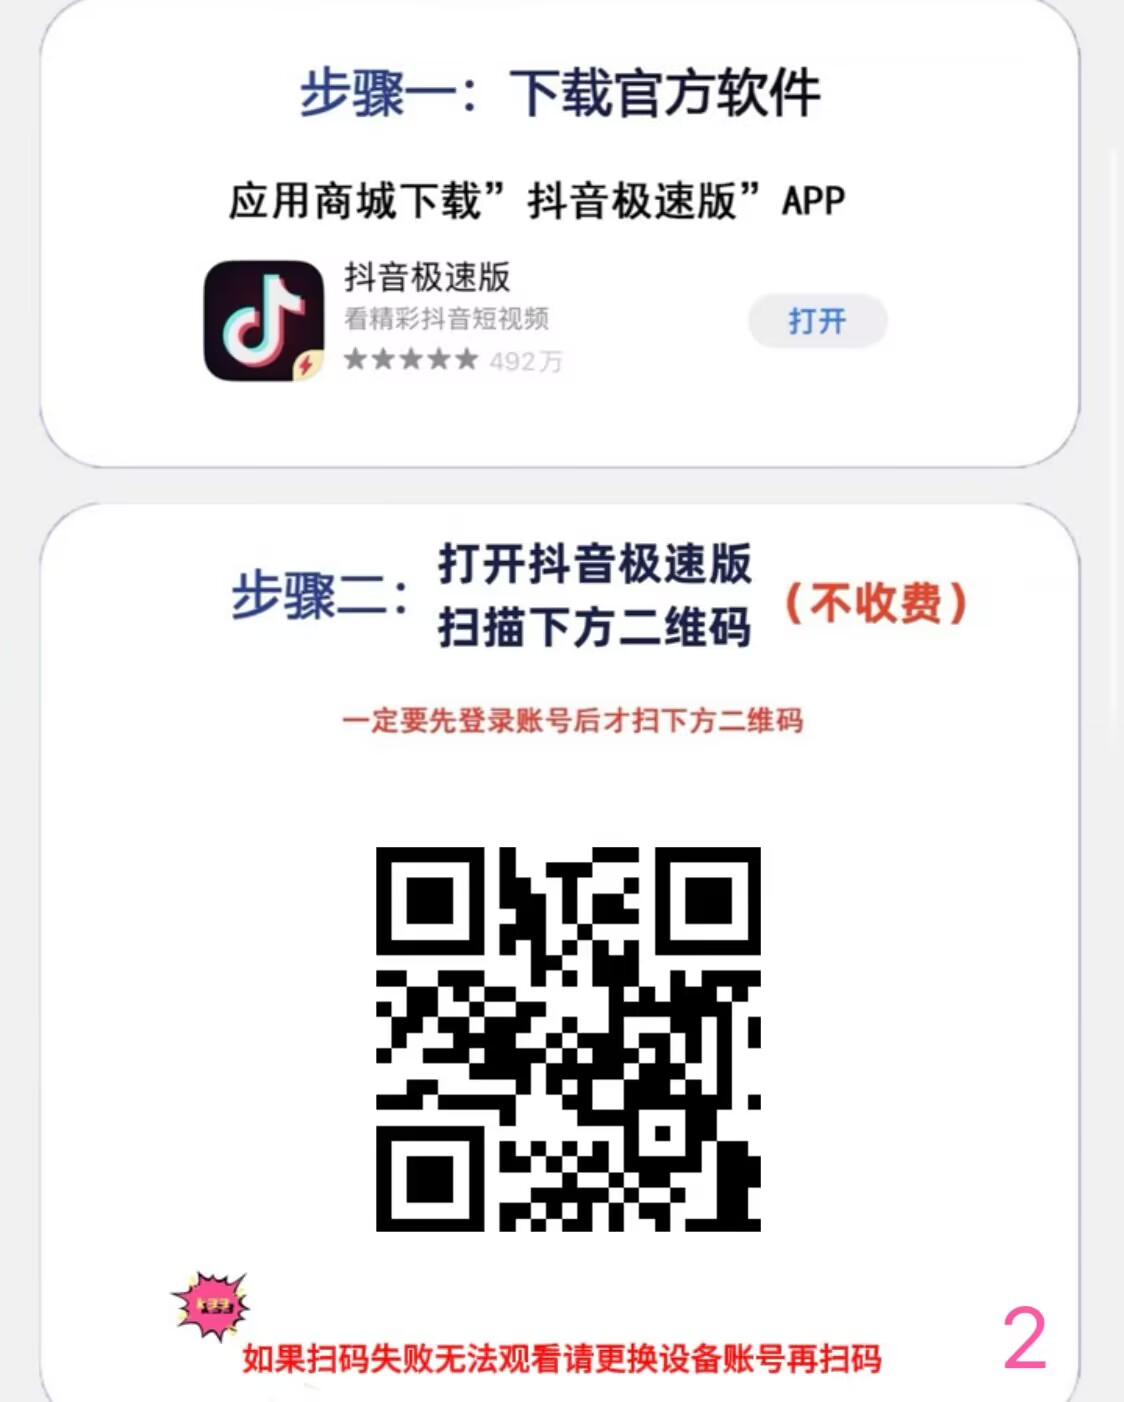 步骤一：下载官方软件
应用商城下载”抖音极速版”APP
抖音极速版
看精彩抖音短视频
打开
★★★★★ 492万
步骤二：打开抖音极速版
扫描下方二维码
（不收费）
一定要先登录账号后才扫下方二维码
如果扫码失败无法观看请更换设备账号再扫码
2